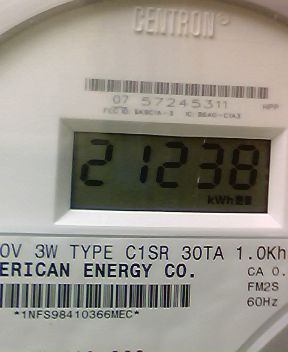 CENTRON
07 57245311 HPP
21238
kWh
0V 3W TYPE C1SR 30TA 1.0Kh
ERICAN ENERGY CO.
CA 0.
FM2S
60Hz
*1NFS98410366MEC*